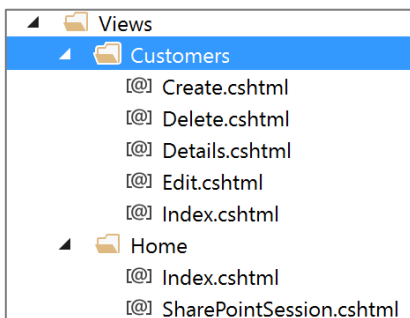 Views
Customers
[@] Create.cshtml
[@] Delete.cshtml
[@] Details.cshtml
[@] Edit.cshtml
[@] Index.cshtml
Home
[@] Index.cshtml
[@] SharePointSession.cshtml